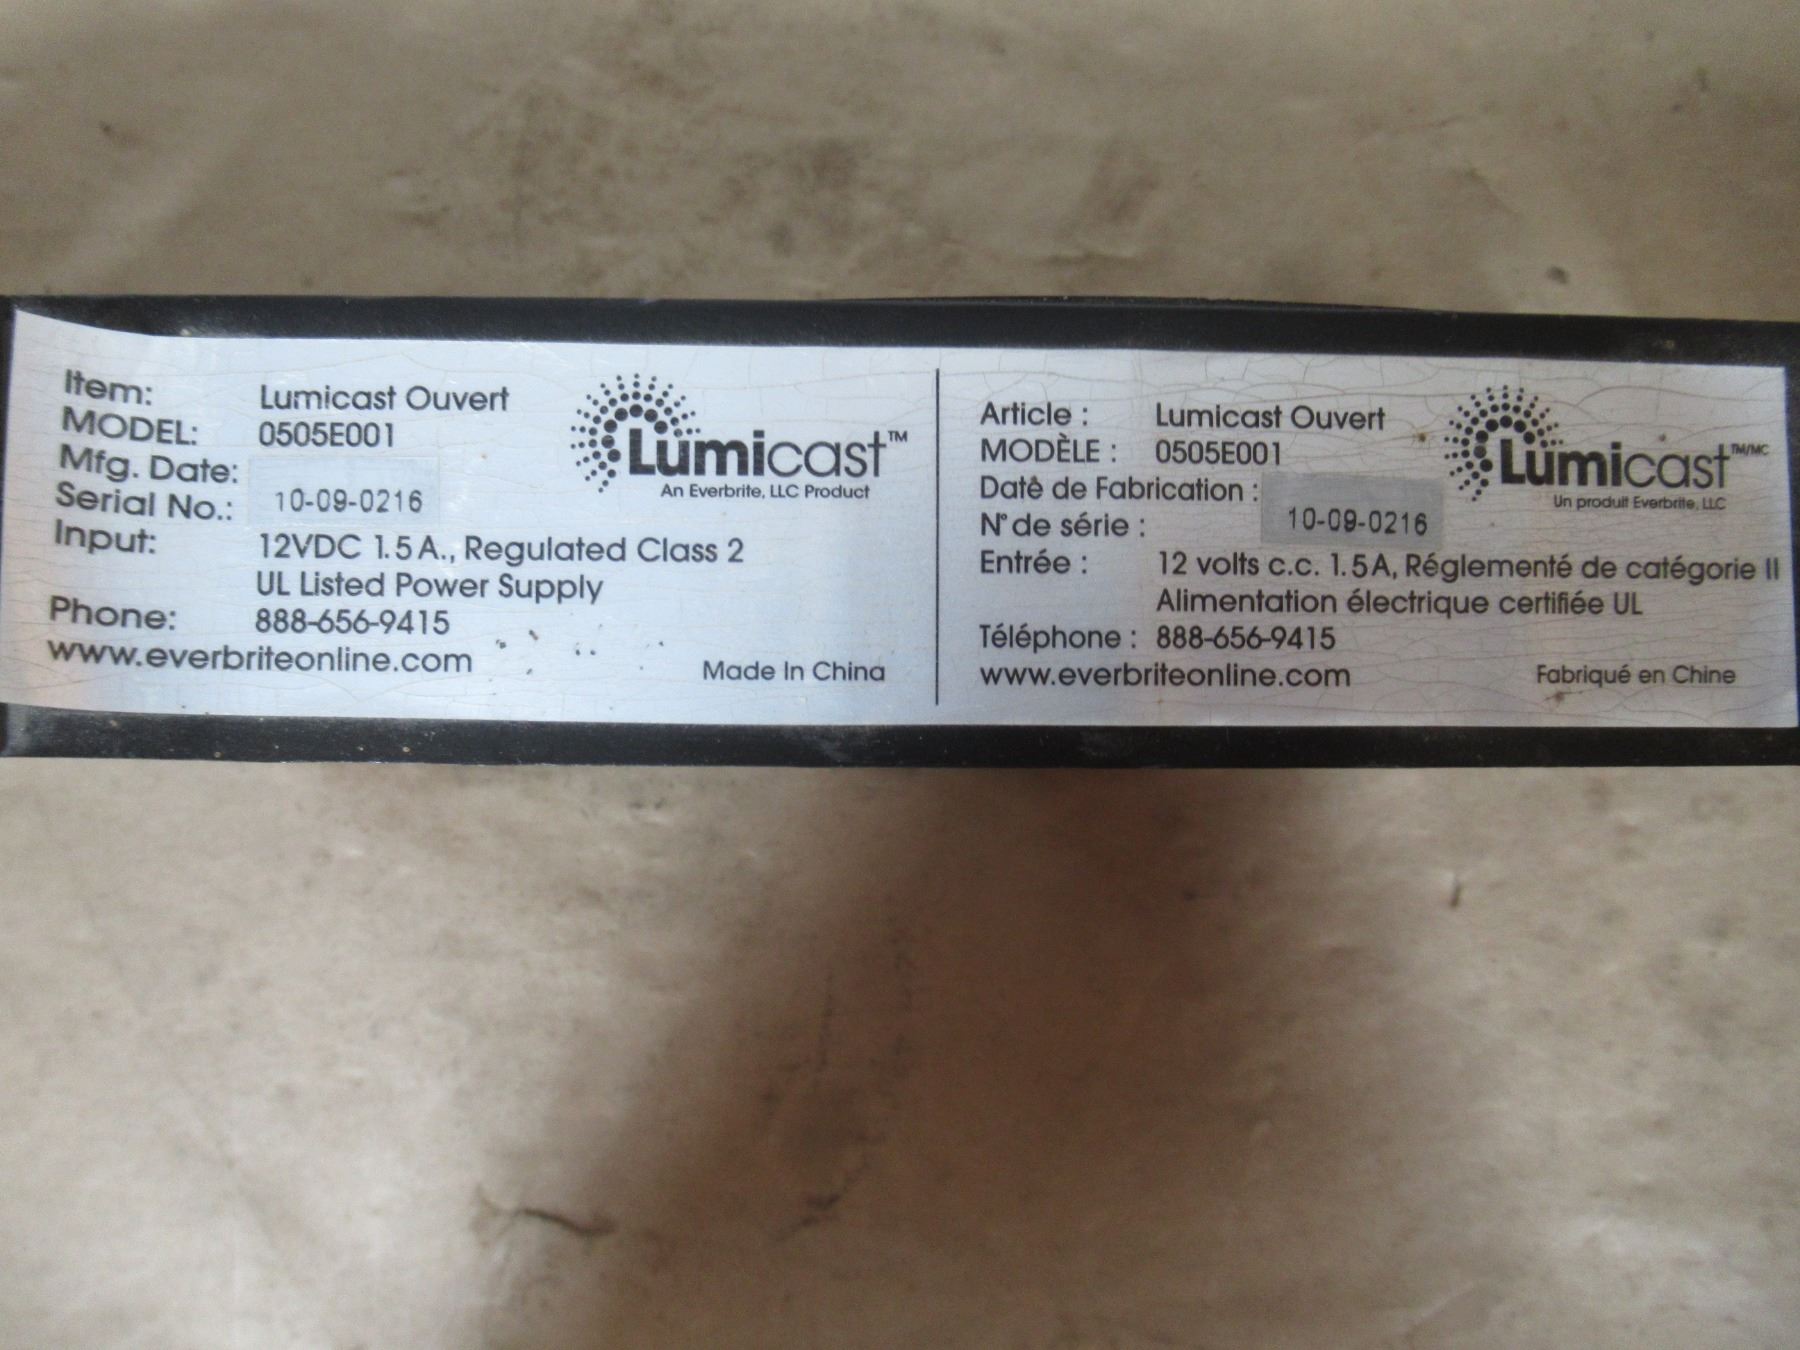 Item: Lumicast Ouvert
MODEL: 0505E001
Mfg. Date:
Serial No.: 10-09-0216
Input: 12VDC 1.5A., Regulated Class 2
UL Listed Power Supply
Phone: 888-656-9415
www.everbriteonline.com
Lumicast™
An Everbrite, LLC Product
Made In China
Article : Lumicast Ouvert
MODÈLE : 0505E001
Date de Fabrication :
N° de série : 10-09-0216
Entrée : 12 volts c.c. 1.5A, Réglementé de catégorie II
Alimentation électrique certifiée UL
Téléphone : 888-656-9415
www.everbriteonline.com
Lumicast TM/MC
Un produit Everbrite, LLC
Fabriqué en Chine